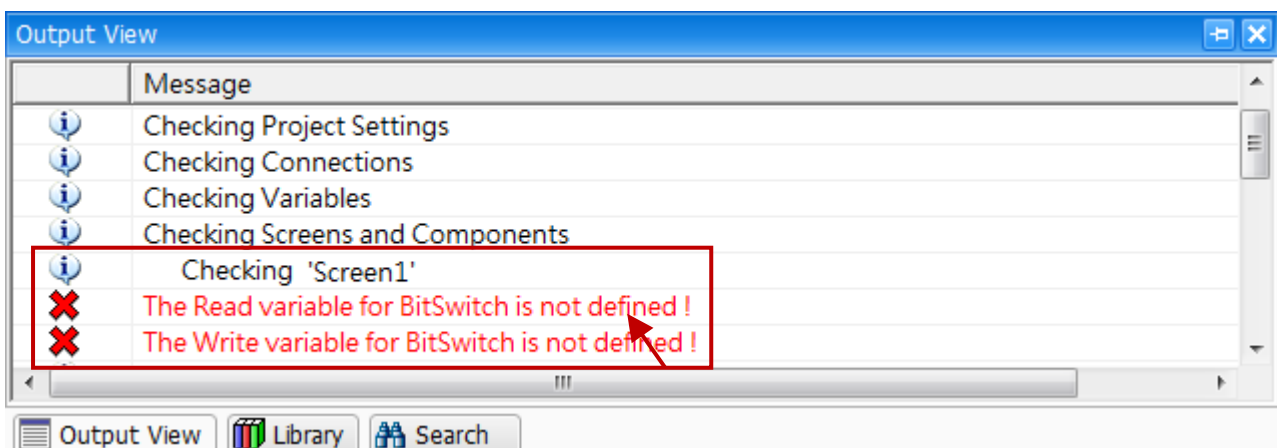 Output View
Message
Checking Project Settings
Checking Connections
Checking Variables
Checking Screens and Components
Checking 'Screen1'
The Read variable for BitSwitch is not defined !
The Write variable for BitSwitch is not defined !
Output View Library Search